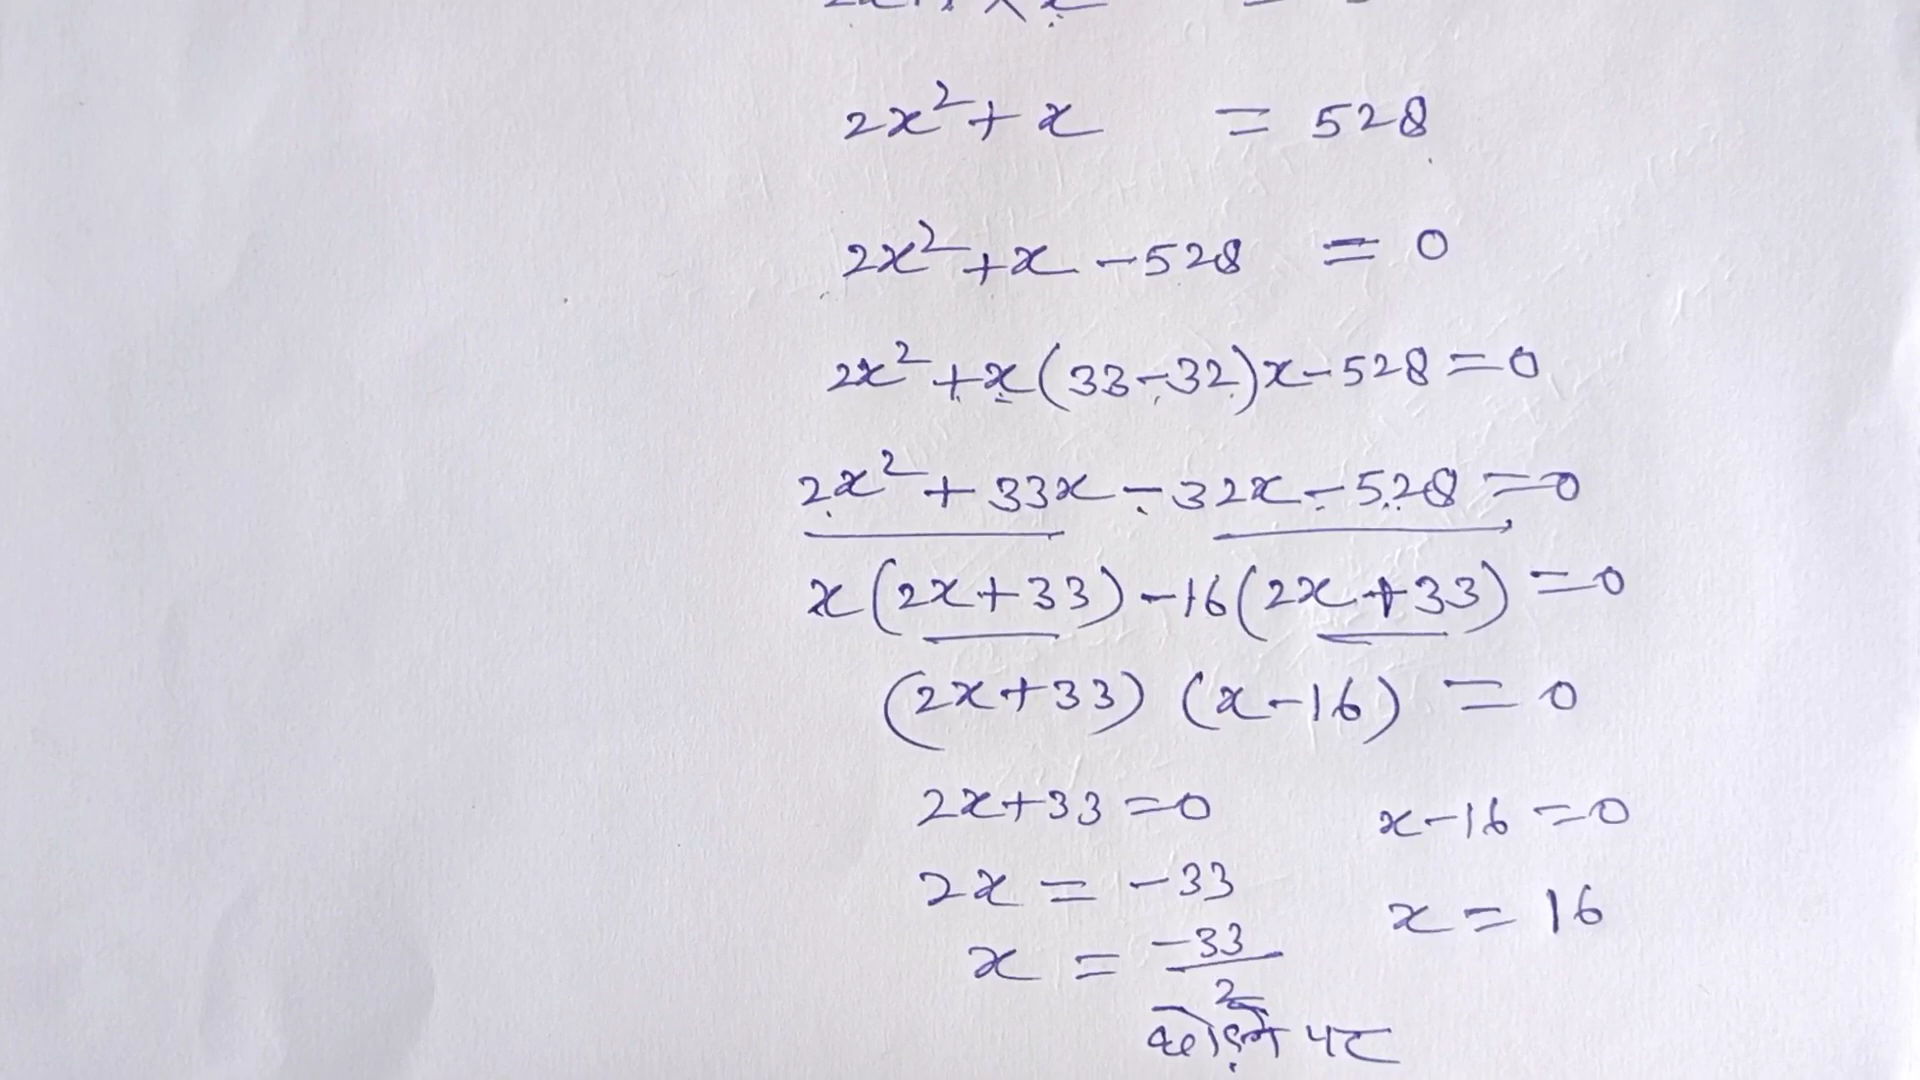 2x² + x = 528
2x² + x - 528 = 0
2x² + x(33-32)x - 528 = 0
2x² + 33x - 32x - 528 = 0
x(2x+33) - 16(2x+33) = 0
(2x+33) (x-16) = 0
2x+33 = 0 x-16 = 0
2x = -33 x = 16
x = -33/2
छोड़ने पर